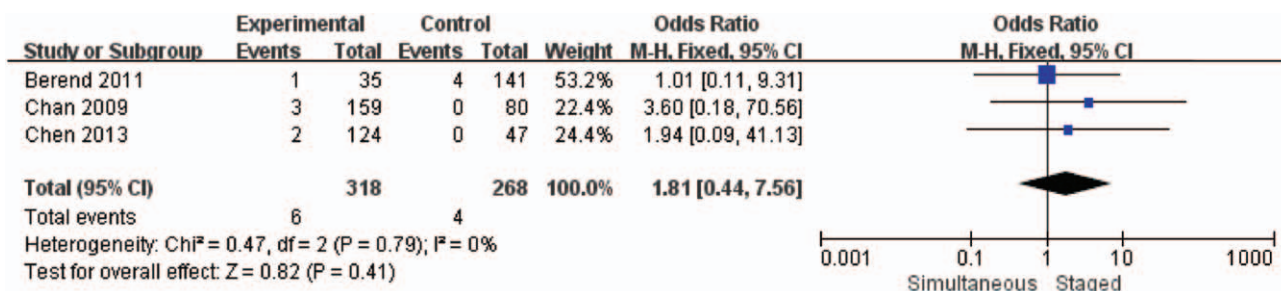 Experimental Control Odds Ratio Odds Ratio
Study or Subgroup Events Total Events Total Weight M-H, Fixed, 95% CI M-H, Fixed, 95% CI
Berend 2011 1 35 4 141 53.2% 1.01 [0.11, 9.31]
Chan 2009 3 159 0 80 22.4% 3.60 [0.18, 70.56]
Chen 2013 2 124 0 47 24.4% 1.94 [0.09, 41.13]
Total (95% CI) 318 268 100.0% 1.81 [0.44, 7.56]
Total events 6 4
Heterogeneity: Chi² = 0.47, df = 2 (P = 0.79); I² = 0%
Test for overall effect: Z = 0.82 (P = 0.41)
0.001 0.1 1 10 1000
Simultaneous Staged